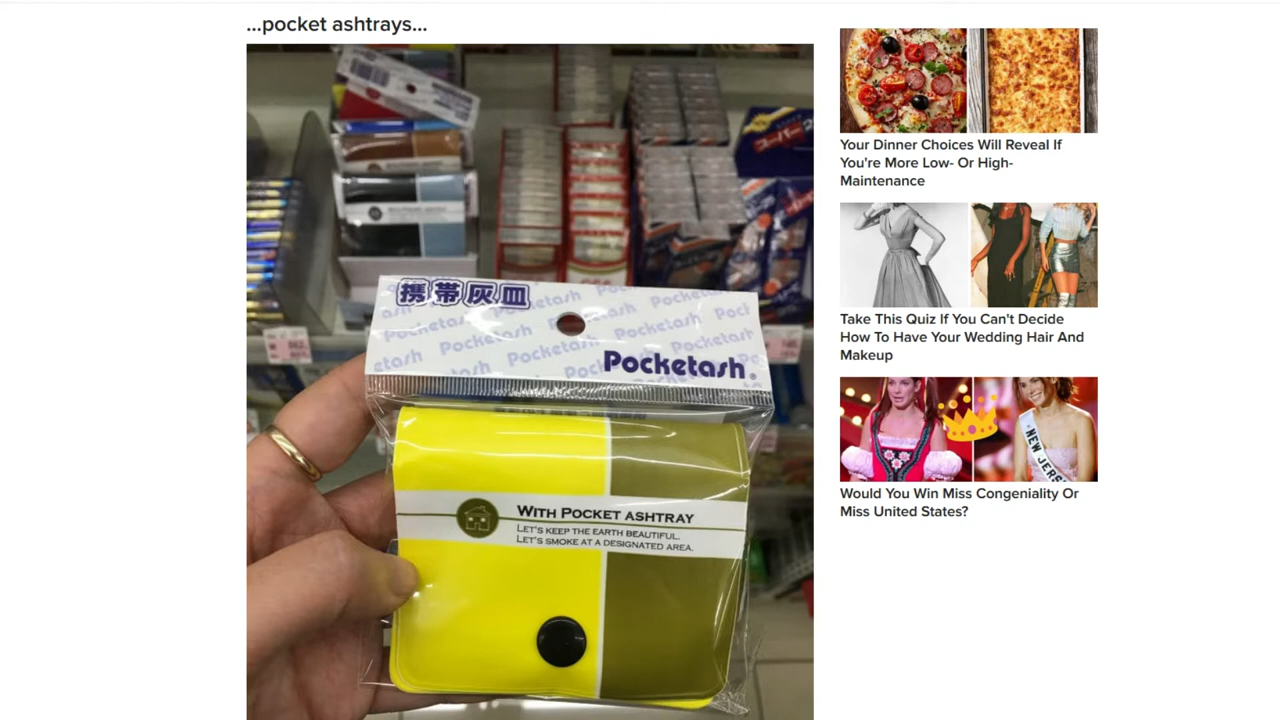 ...pocket ashtrays...
携帯灰皿
Pocketash®
WITH POCKET ASHTRAY
LET'S KEEP THE EARTH BEAUTIFUL.
LET'S SMOKE AT A DESIGNATED AREA.
Your Dinner Choices Will Reveal If
You're More Low- Or High-
Maintenance
Take This Quiz If You Can't Decide
How To Have Your Wedding Hair And
Makeup
NEW JERS
Would You Win Miss Congeniality Or
Miss United States?